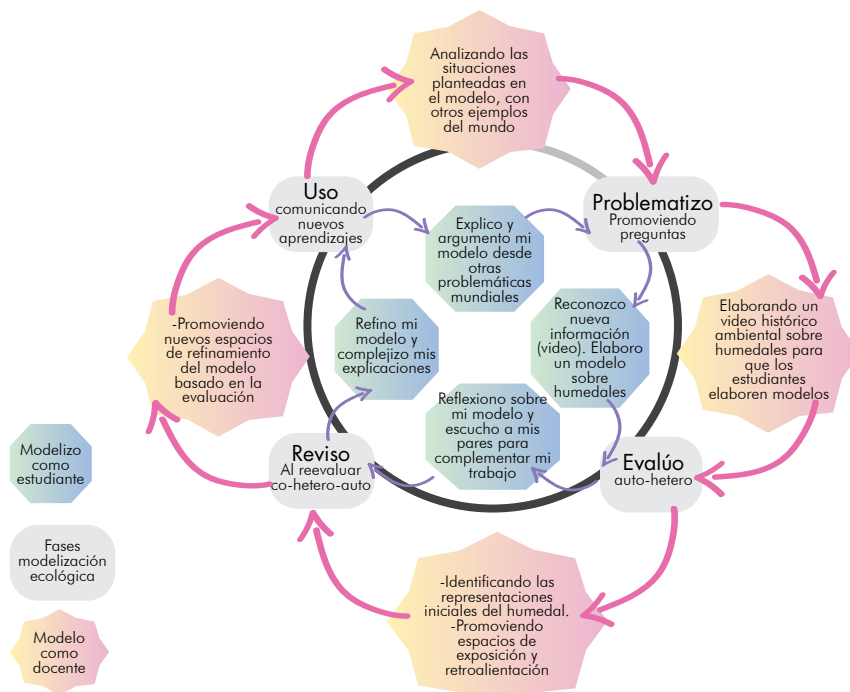 Analizando las
situaciones
planteadas en
el modelo, con
otros ejemplos
del mundo
Uso
comunicando
nuevos
aprendizajes
Problematizo
Promoviendo
preguntas
Explico y
argumento mi
modelo desde
otras
problemáticas
mundiales
-Promoviendo
nuevos espacios
de refinamiento
del modelo
basado en la
evaluación
Refino mi
modelo y
complejizo mis
explicaciones
Reconozco
nueva
información
(video). Elaboro
un modelo
sobre
humedales
Elaborando un
video histórico
ambiental sobre
humedales para
que los
estudiantes
elaboren modelos
Reflexiono sobre
mi modelo y
escucho a mis
pares para
complementar mi
trabajo
Reviso
Al reevaluar
co-hetero-auto
Evalúo
auto-hetero
Modelizo
como
estudiante
Fases
modelización
ecológica
Modelo
como
docente
-Identificando las
representaciones
iniciales del humedal.
-Promoviendo
espacios de
exposición y
retroalientación